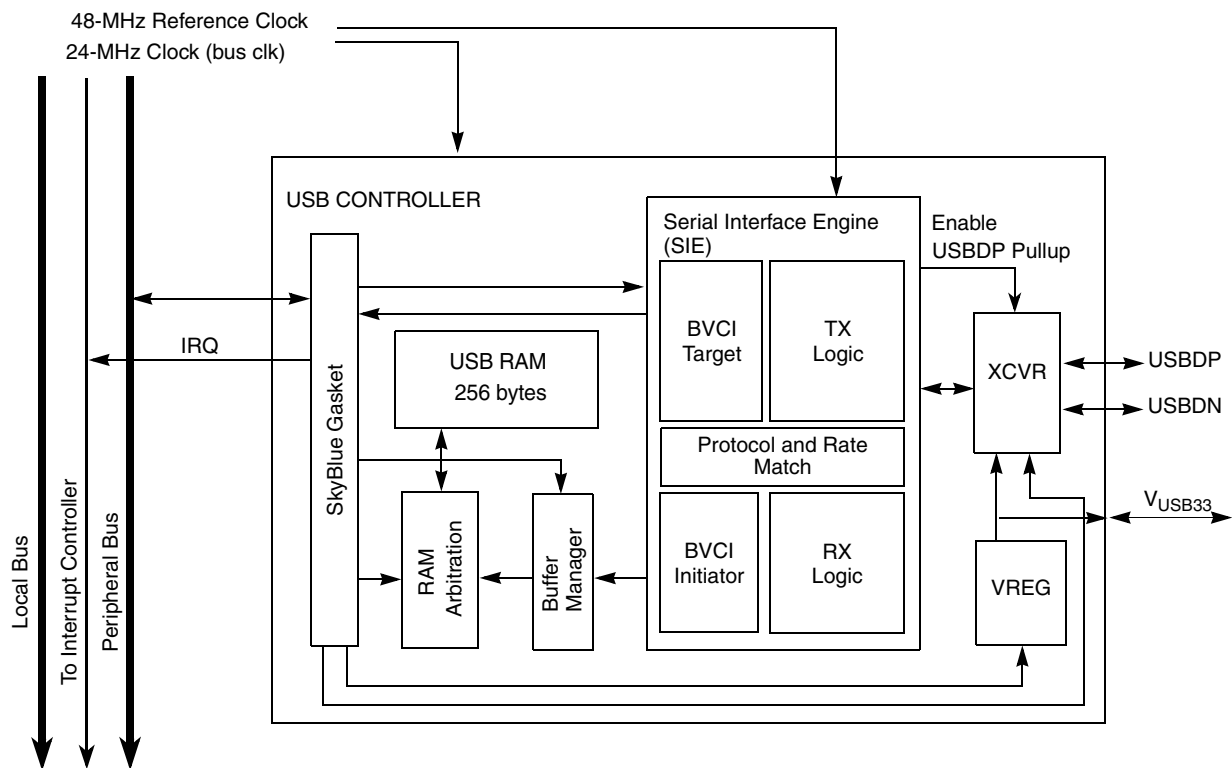 48-MHz Reference Clock
24-MHz Clock (bus clk)
USB CONTROLLER
Serial Interface Engine
(SIE)
Enable
USBDP Pullup
BVCI
Target
TX
Logic
XCVR
USBDP
USBDN
IRQ
USB RAM
256 bytes
SkyBlue Gasket
Protocol and Rate
Match
RAM
Arbitration
Buffer
Manager
BVCI
Initiator
RX
Logic
VREG
VUSB33
Local Bus
To Interrupt Controller
Peripheral Bus